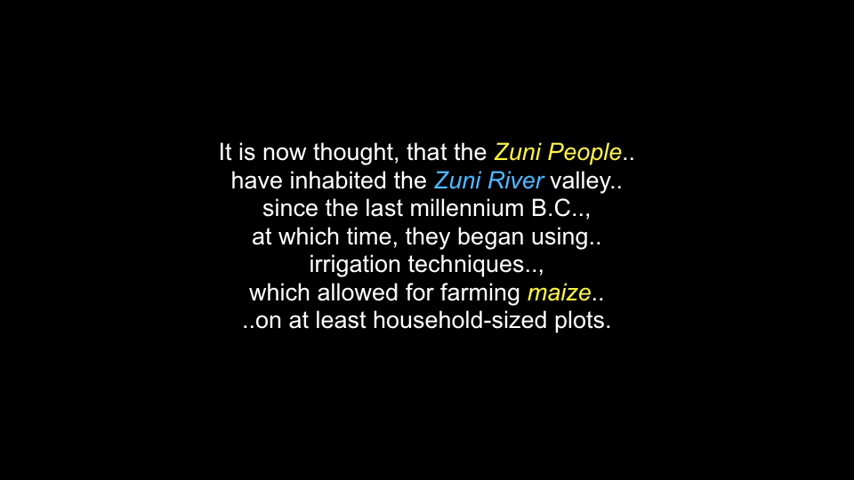 It is now thought, that the Zuni People..
have inhabited the Zuni River valley..
since the last millennium B.C..,
at which time, they began using..
irrigation techniques..,
which allowed for farming maize..
..on at least household-sized plots.